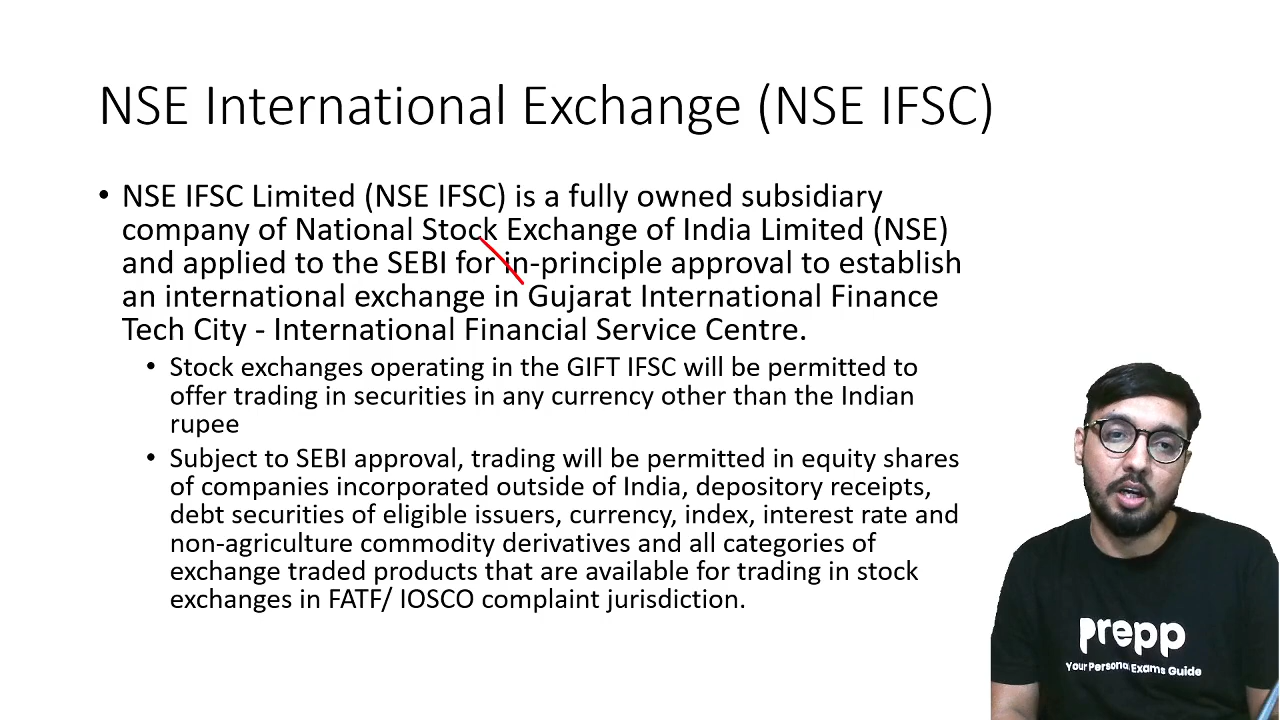 NSE International Exchange (NSE IFSC)
• NSE IFSC Limited (NSE IFSC) is a fully owned subsidiary
company of National Stock Exchange of India Limited (NSE)
and applied to the SEBI for in-principle approval to establish
an international exchange in Gujarat International Finance
Tech City - International Financial Service Centre.
• Stock exchanges operating in the GIFT IFSC will be permitted to
offer trading in securities in any currency other than the Indian
rupee
• Subject to SEBI approval, trading will be permitted in equity shares
of companies incorporated outside of India, depository receipts,
debt securities of eligible issuers, currency, index, interest rate and
non-agriculture commodity derivatives and all categories of
exchange traded products that are available for trading in stock
exchanges in FATF/ IOSCO complaint jurisdiction.
prepp
Your Personal Exams Guide